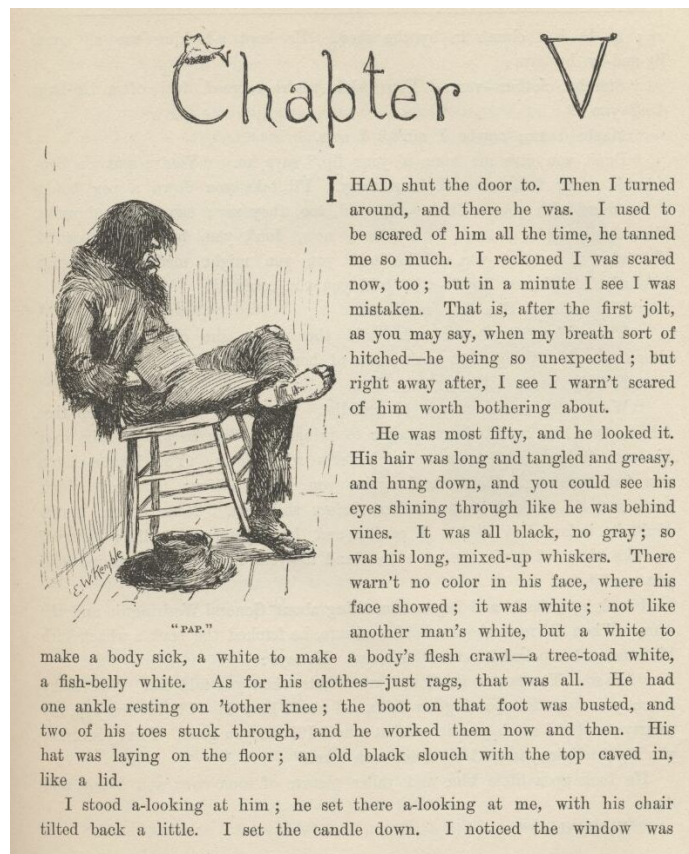 Chapter V
I HAD shut the door to. Then I turned
around, and there he was. I used to
be scared of him all the time, he tanned
me so much. I reckoned I was scared
now, too; but in a minute I see I was
mistaken. That is, after the first jolt,
as you may say, when my breath sort of
hitched—he being so unexpected; but
right away after, I see I warn't scared
of him worth bothering about.
He was most fifty, and he looked it.
His hair was long and tangled and greasy,
and hung down, and you could see his
eyes shining through like he was behind
vines. It was all black, no gray; so
was his long, mixed-up whiskers. There
warn't no color in his face, where his
face showed; it was white; not like
another man's white, but a white to
make a body sick, a white to make a body's flesh crawl—a tree-toad white,
a fish-belly white. As for his clothes—just rags, that was all. He had
one ankle resting on 'tother knee; the boot on that foot was busted, and
two of his toes stuck through, and he worked them now and then. His
hat was laying on the floor; an old black slouch with the top caved in,
like a lid.
I stood a-looking at him; he set there a-looking at me, with his chair
tilted back a little. I set the candle down. I noticed the window was
E.W. Kemble
"PAP."